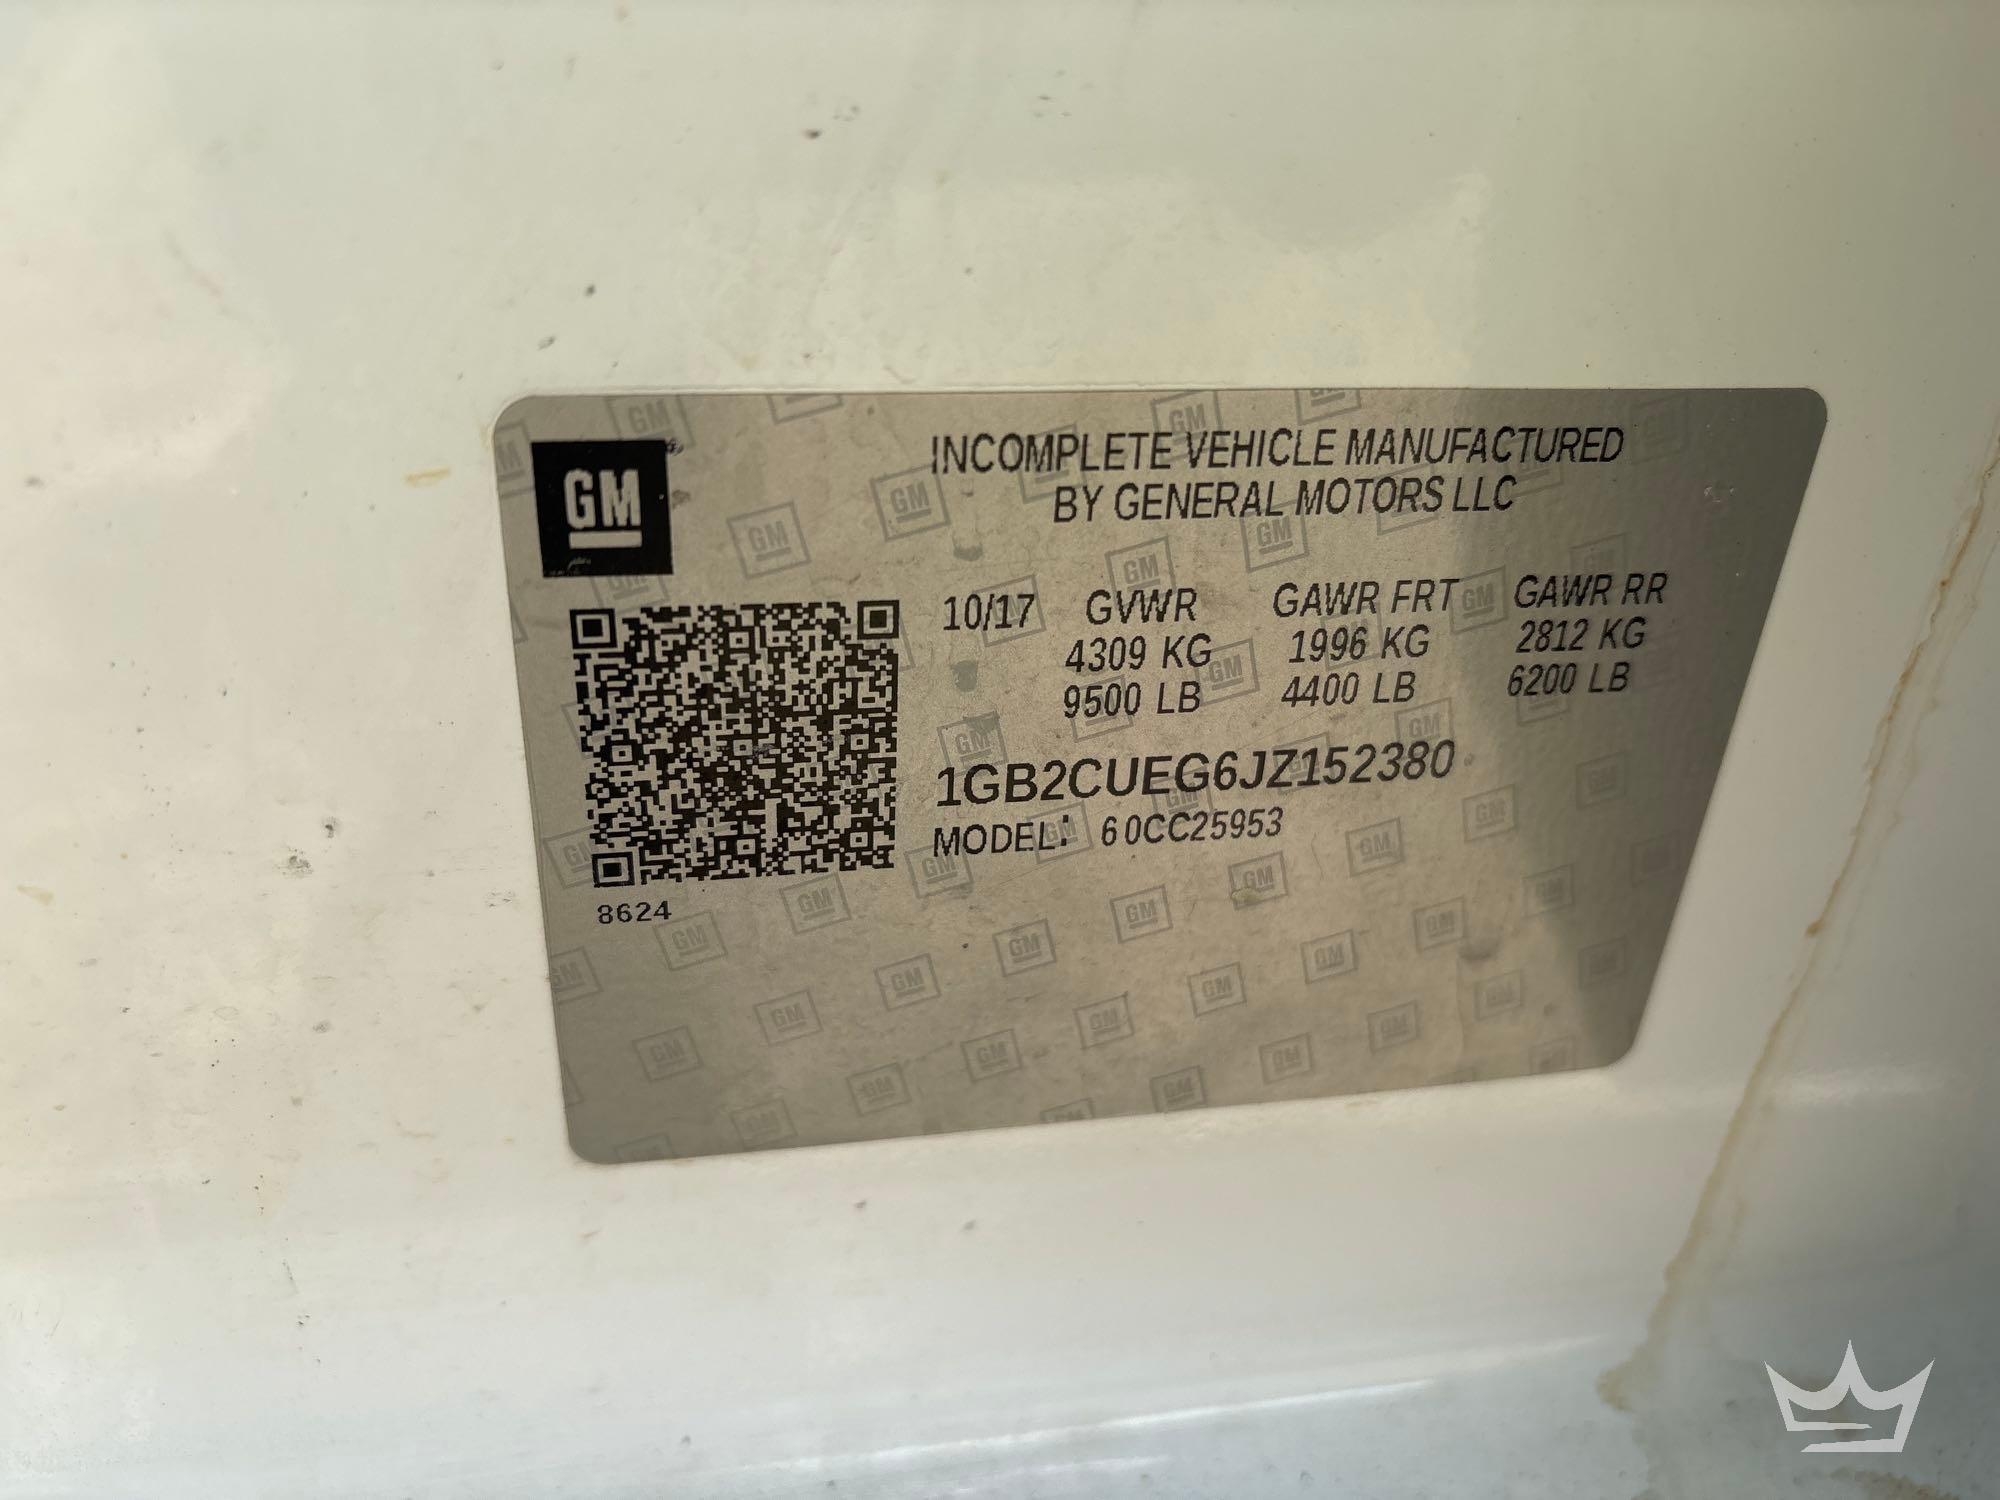 GM
INCOMPLETE VEHICLE MANUFACTURED
BY GENERAL MOTORS LLC
10/17 GVWR GAWR FRT GAWR RR
4309 KG 1996 KG 2812 KG
9500 LB 4400 LB 6200 LB
1GB2CUEG6JZ152380
MODEL: 60CC25953
8624